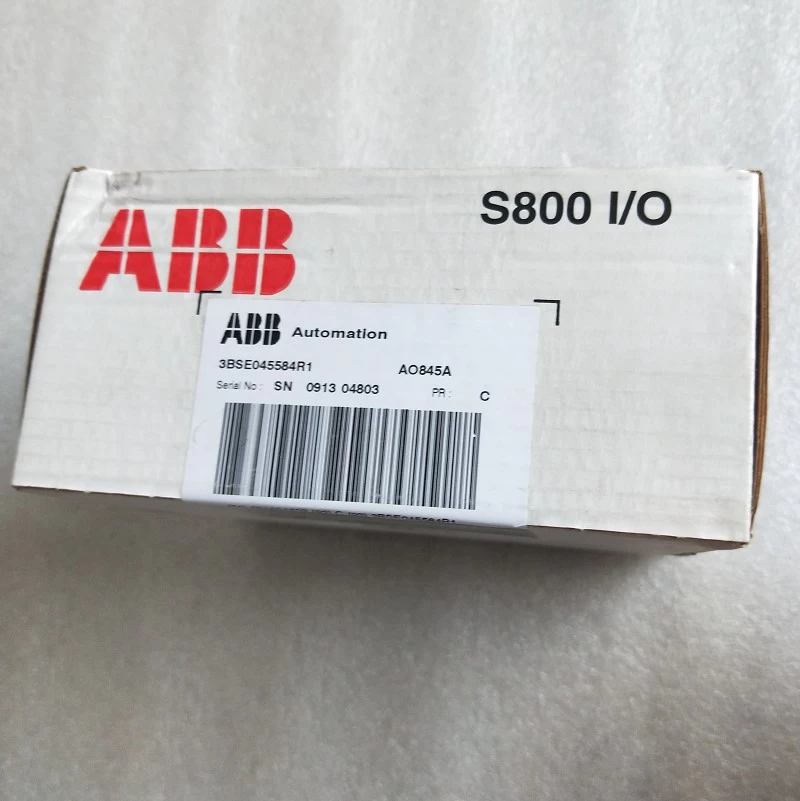 ABB
S800 I/O
ABB Automation
3BSE045584R1 AO845A
Serial No: SN 0913 04803 PR: C